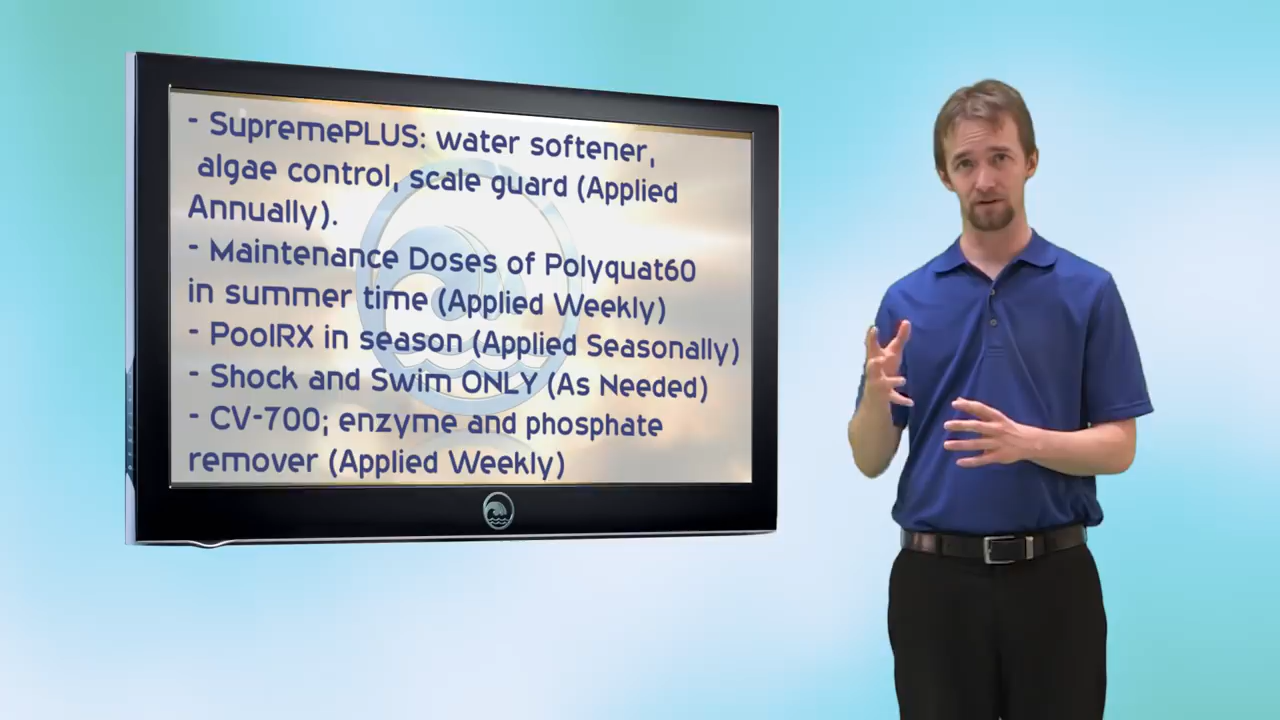 - SupremePLUS: water softener,
algae control, scale guard (Applied
Annually).
- Maintenance Doses of Polyquat60
in summer time (Applied Weekly)
- PoolRX in season (Applied Seasonally)
- Shock and Swim ONLY (As Needed)
- CV-700; enzyme and phosphate
remover (Applied Weekly)